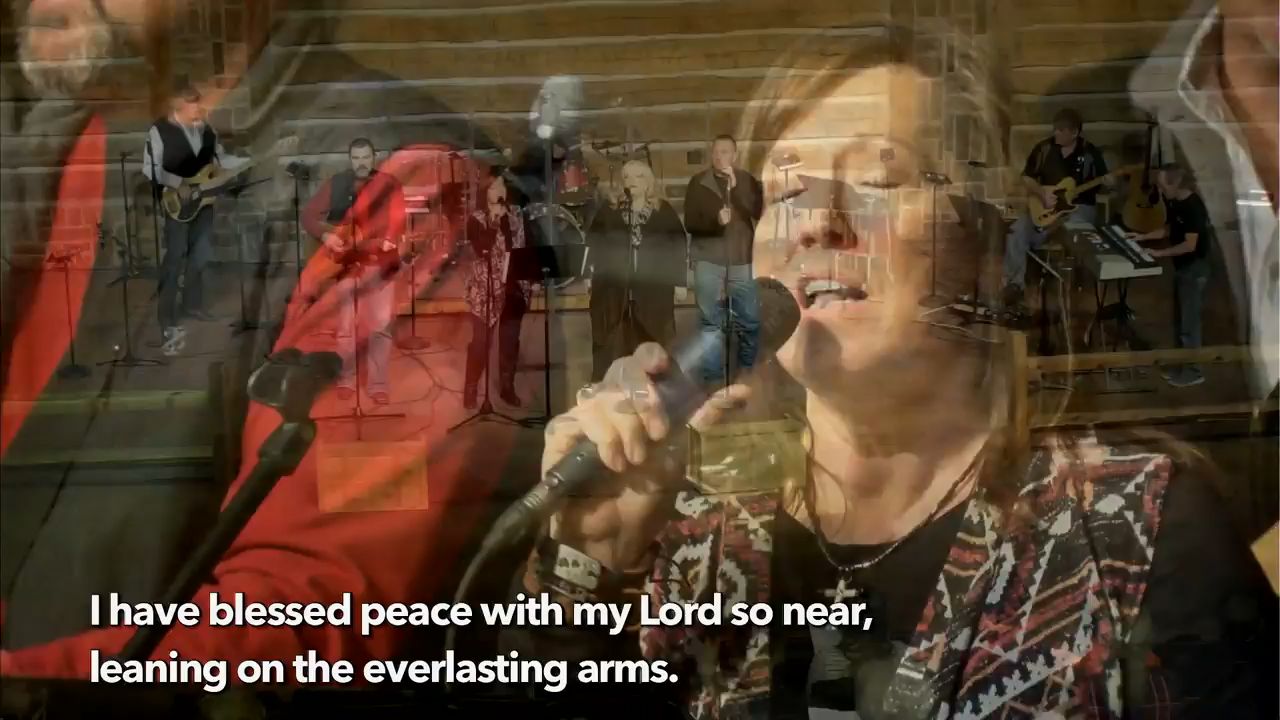 I have blessed peace with my Lord so near,
leaning on the everlasting arms.